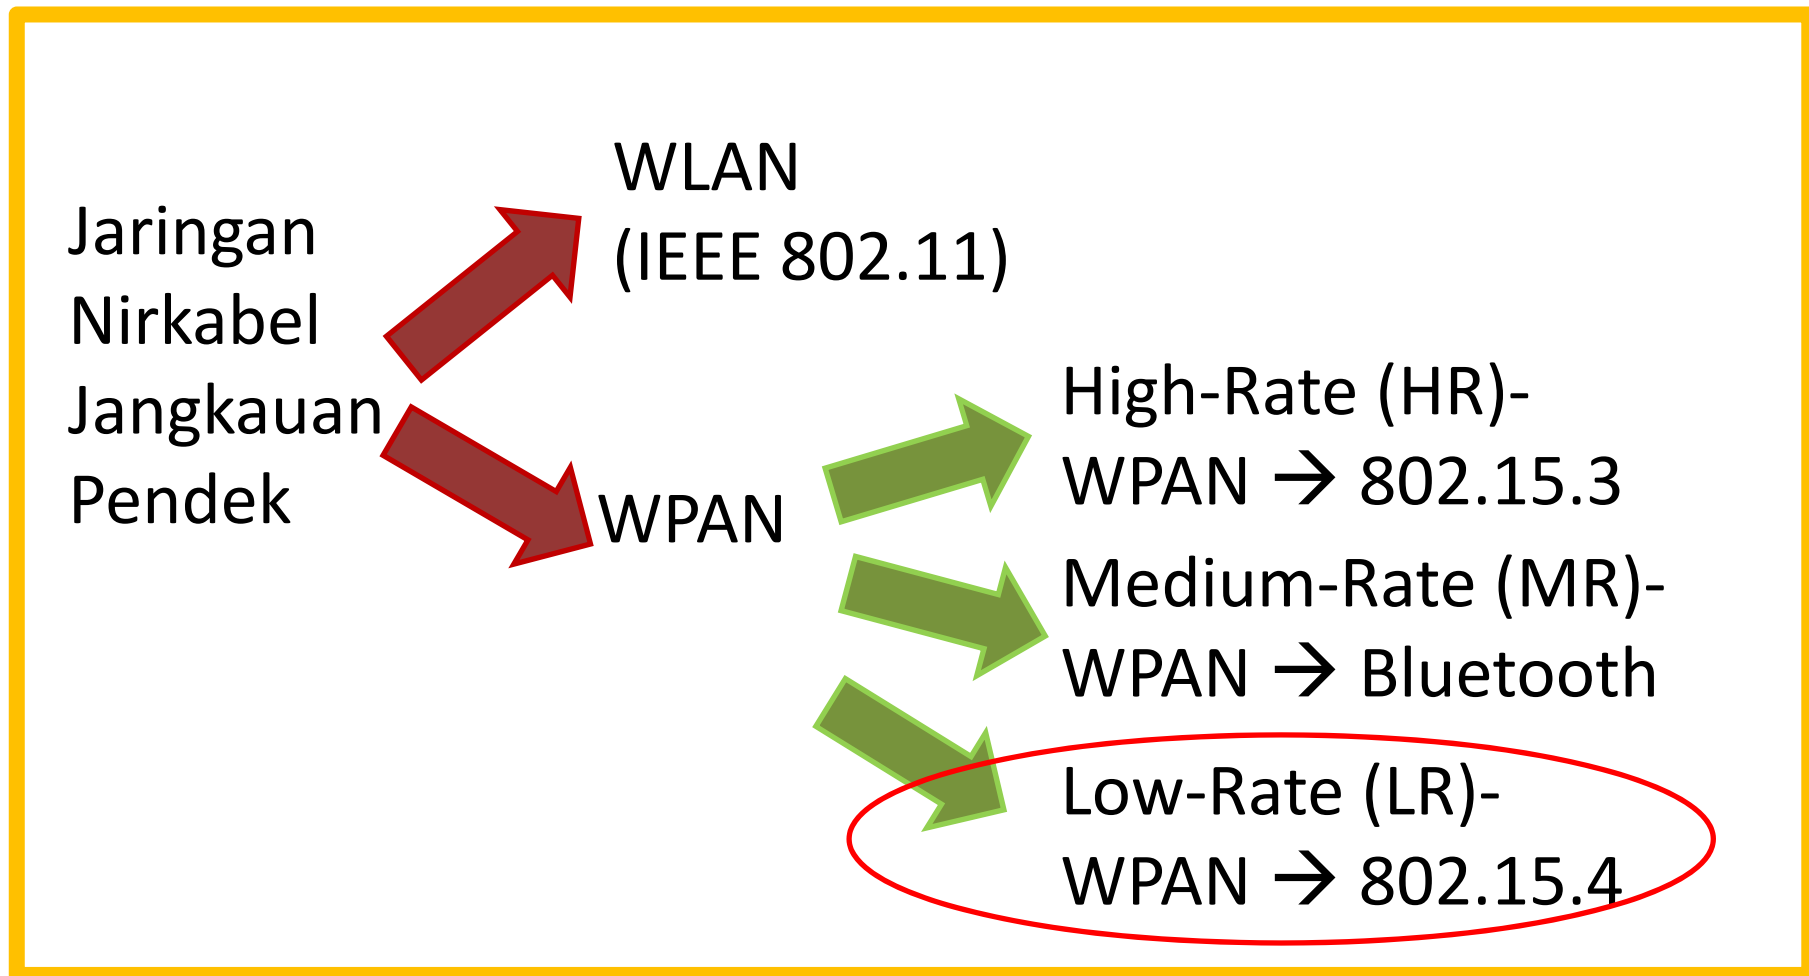 Jaringan
Nirkabel
Jangkauan
Pendek
WLAN
(IEEE 802.11)
WPAN
High-Rate (HR)-
WPAN → 802.15.3
Medium-Rate (MR)-
WPAN → Bluetooth
Low-Rate (LR)-
WPAN → 802.15.4